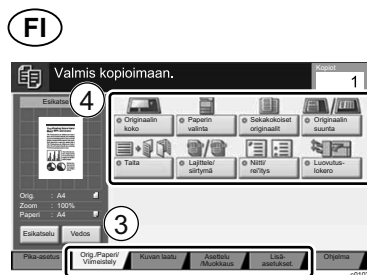 FI
Valmis kopioimaan.
Kopiot
1
Esikatse
4
Originaalin
koko
Paperin
valinta
Sekakokoiset
originaalit
Originaalin
suunta
Taita
Lajittele/
siirtymä
Niitti/
rei'itys
Luovutus-
lokero
Orig. : A4
Zoom : 100%
Paperi : A4
Esikatselu
Vedos
3
Pika-asetus
Orig./Paperi/
Viimeistely
Kuvan laatu
Asettelu
/Muokkaus
Lisä-
asetukset.
Ohjelma